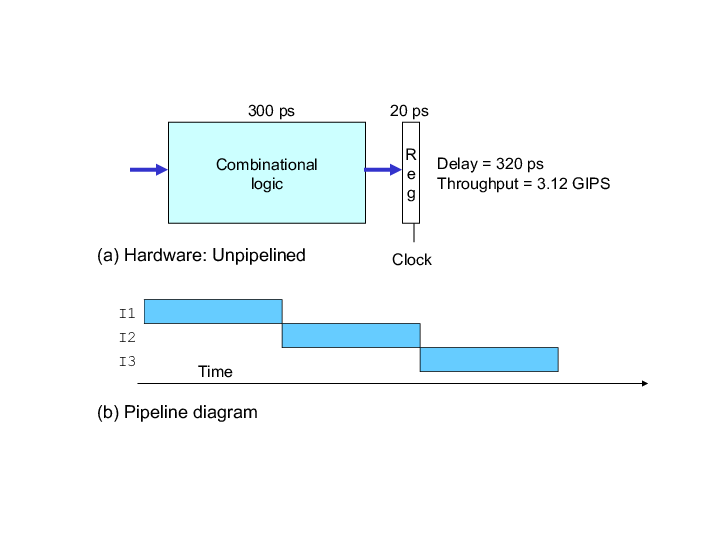 300 ps
20 ps
Combinational
logic
R
e
g
Delay = 320 ps
Throughput = 3.12 GIPS
(a) Hardware: Unpipelined
Clock
I1
I2
I3
Time
(b) Pipeline diagram